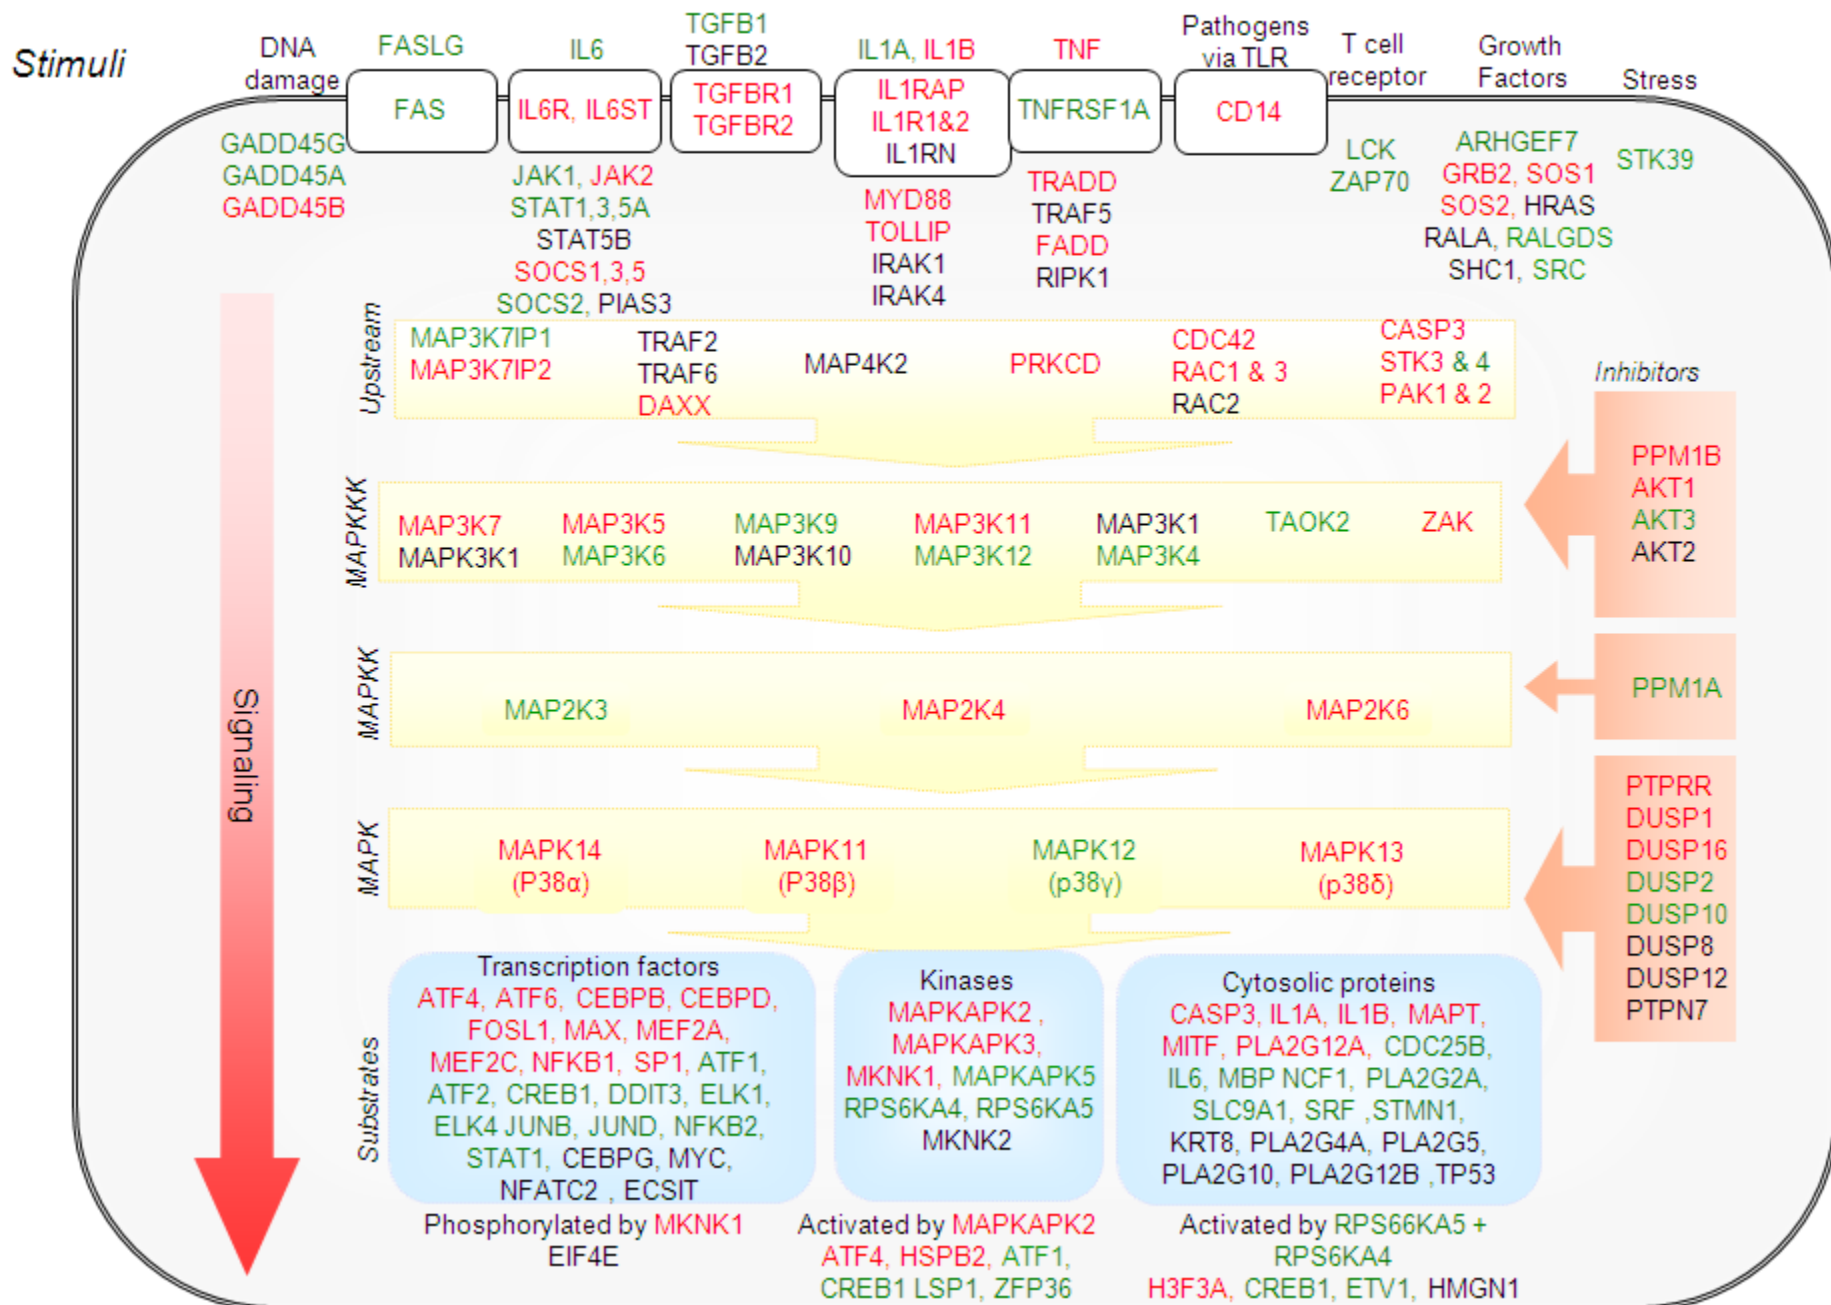 Stimuli
DNA
damage
FASLG
IL6
TGFB1
TGFB2
IL1A, IL1B
TNF
Pathogens
via TLR
T cell
receptor
Growth
Factors
Stress
FAS
IL6R, IL6ST
TGFBR1
TGFBR2
IL1RAP
IL1R1&2
IL1RN
TNFRSF1A
CD14
GADD45G
GADD45A
GADD45B
JAK1, JAK2
STAT1,3,5A
STAT5B
SOCS1,3,5
SOCS2, PIAS3
MYD88
TOLLIP
IRAK1
IRAK4
TRADD
TRAF5
FADD
RIPK1
LCK
ZAP70
ARHGEF7
GRB2, SOS1
SOS2, HRAS
RALA, RALGDS
SHC1, SRC
STK39
Signaling
Upstream
MAP3K7IP1
MAP3K7IP2
TRAF2
TRAF6
DAXX
MAP4K2
PRKCD
CDC42
RAC1 & 3
RAC2
CASP3
STK3 & 4
PAK1 & 2
Inhibitors
PPM1B
AKT1
AKT3
AKT2
MAPKKK
MAP3K7
MAPK3K1
MAP3K5
MAP3K6
MAP3K9
MAP3K10
MAP3K11
MAP3K12
MAP3K1
MAP3K4
TAOK2
ZAK
MAPKK
MAP2K3
MAP2K4
MAP2K6
PPM1A
MAPK
MAPK14
(P38α)
MAPK11
(P38β)
MAPK12
(p38γ)
MAPK13
(p38δ)
PTPRR
DUSP1
DUSP16
DUSP2
DUSP10
DUSP8
DUSP12
PTPN7
Substrates
Transcription factors
ATF4, ATF6, CEBPB, CEBPD,
FOSL1, MAX, MEF2A,
MEF2C, NFKB1, SP1, ATF1,
ATF2, CREB1, DDIT3, ELK1,
ELK4 JUNB, JUND, NFKB2,
STAT1, CEBPG, MYC,
NFATC2 , ECSIT
Kinases
MAPKAPK2 ,
MAPKAPK3,
MKNK1, MAPKAPK5
RPS6KA4, RPS6KA5
MKNK2
Cytosolic proteins
CASP3, IL1A, IL1B, MAPT,
MITF, PLA2G12A, CDC25B,
IL6, MBP NCF1, PLA2G2A,
SLC9A1, SRF ,STMN1,
KRT8, PLA2G4A, PLA2G5,
PLA2G10, PLA2G12B ,TP53
Phosphorylated by MKNK1
EIF4E
Activated by MAPKAPK2
ATF4, HSPB2, ATF1,
CREB1 LSP1, ZFP36
Activated by RPS66KA5 +
RPS6KA4
H3F3A, CREB1, ETV1, HMGN1